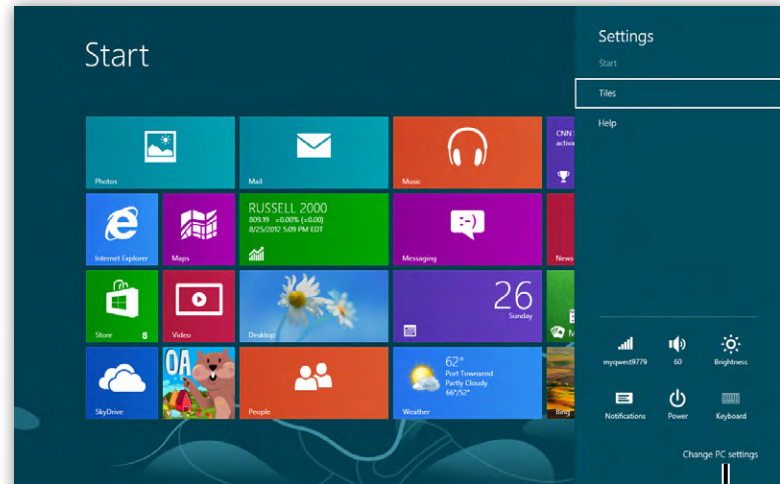 Start
Photos
Mail
Music
CNN
activa
Internet Explorer
Maps
RUSSELL 2000
809.19 +0.00% (+0.00)
8/25/2012 5:09 PM EDT
:-)
Messaging
News
Store
8
Video
Desktop
26
Sunday
M
SkyDrive
OA
People
62°
Port Townsend
Partly Cloudy
66°/52°
Weather
Bing
Settings
Start
Tiles
Help
myqwest9779
60
Brightness
Notifications
Power
Keyboard
Change PC settings